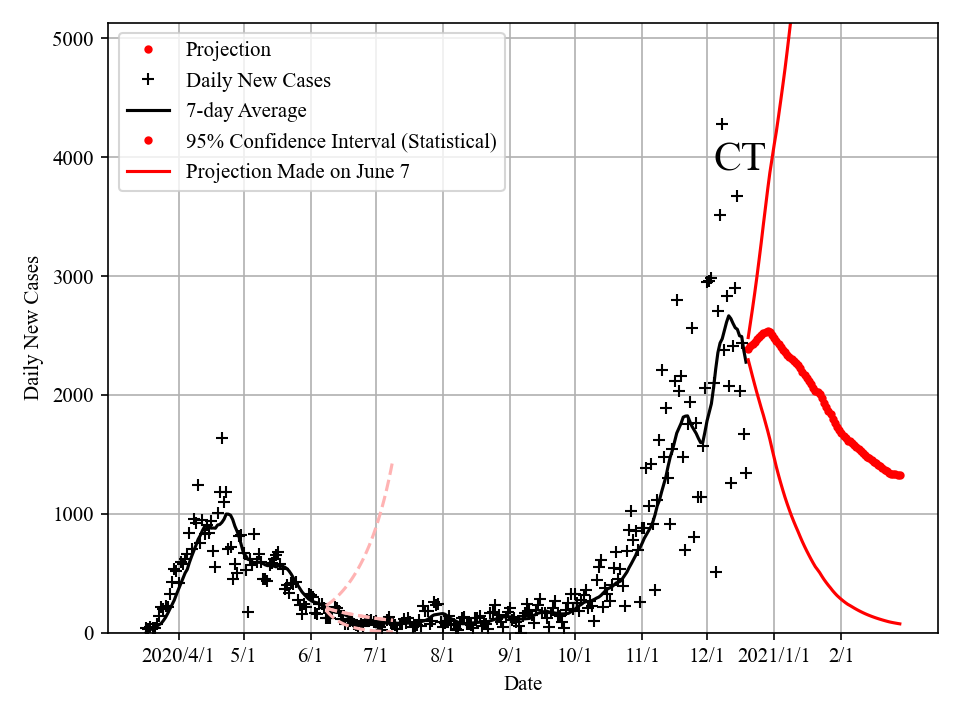 5000
4000
3000
2000
1000
0
Daily New Cases
Projection
Daily New Cases
7-day Average
95% Confidence Interval (Statistical)
Projection Made on June 7
CT
2020/4/1 5/1 6/1 7/1 8/1 9/1 10/1 11/1 12/1 2021/1/1 2/1
Date